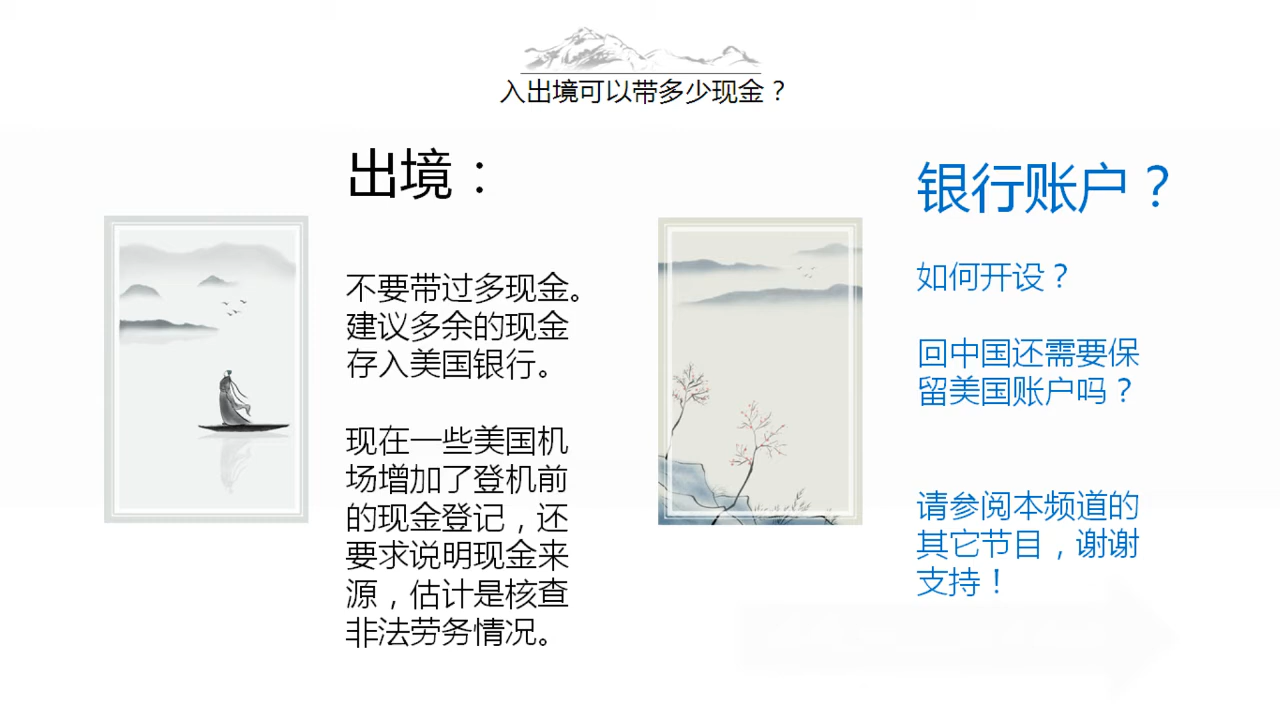 入出境可以带多少现金？
出境：
不要带过多现金。
建议多余的现金
存入美国银行。
现在一些美国机
场增加了登机前
的现金登记，还
要求说明现金来
源，估计是核查
非法劳务情况。
银行账户？
如何开设？
回中国还需要保
留美国账户吗？
请参阅本频道的
其它节目，谢谢
支持！